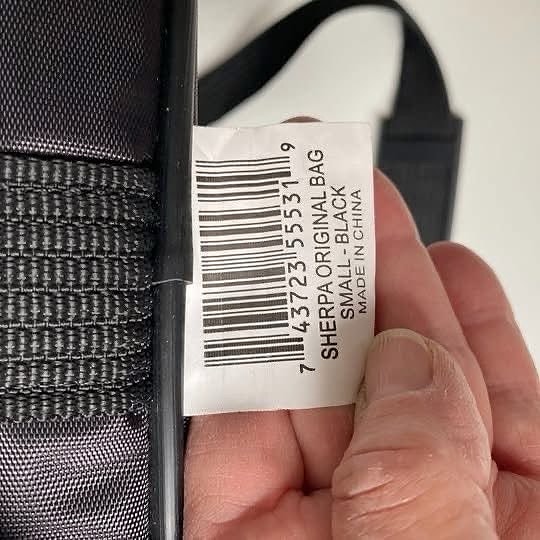 7 43723 55531 9
SHERPA ORIGINAL BAG
SMALL - BLACK
MADE IN CHINA